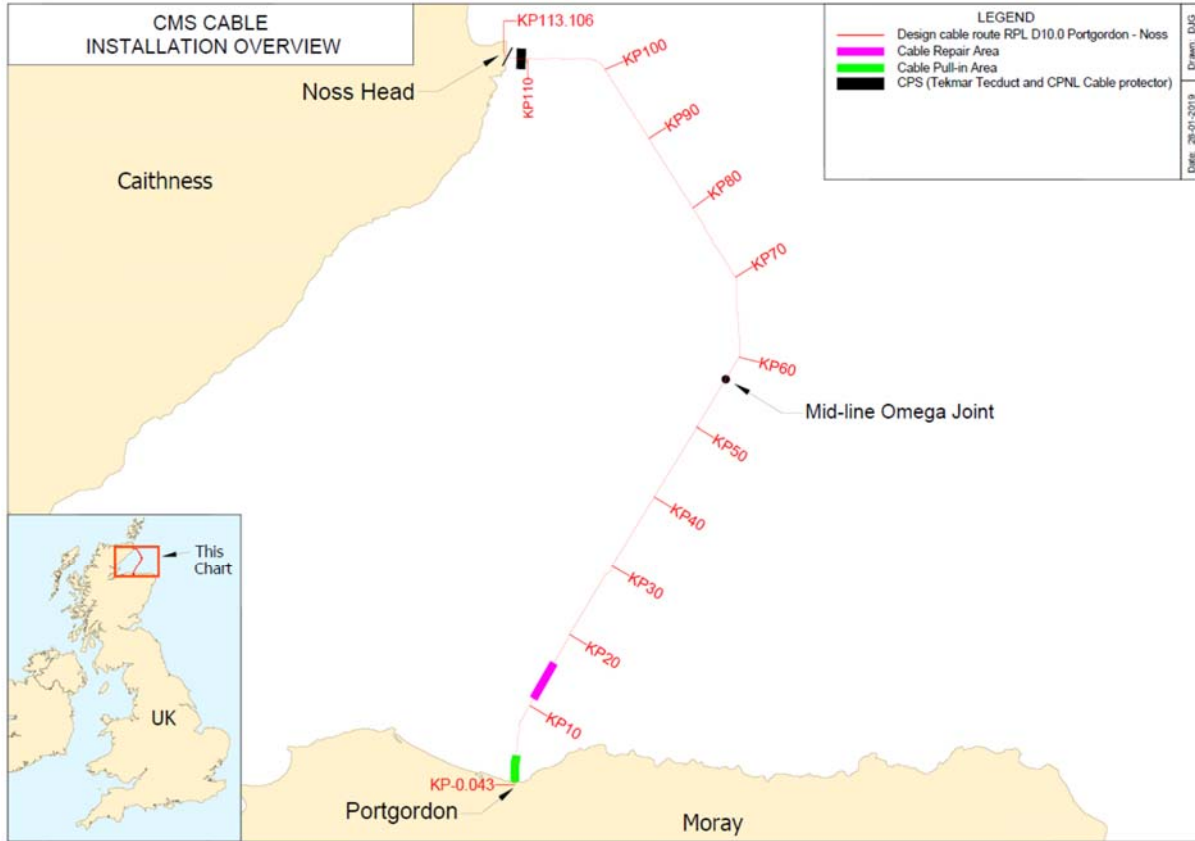 CMS CABLE
INSTALLATION OVERVIEW
KP113.106
Noss Head
KP110
KP100
KP90
KP80
KP70
KP60
Mid-line Omega Joint
KP50
KP40
KP30
KP20
KP10
KP-0.043
Portgordon
Moray
Caithness
LEGEND
Design cable route RPL D10.0 Portgordon - Noss
Cable Repair Area
Cable Pull-in Area
CPS (Tekmar Tecduct and CPNL Cable protector)
Drawn: DJG
Date: 28-01-2019
This
Chart
UK